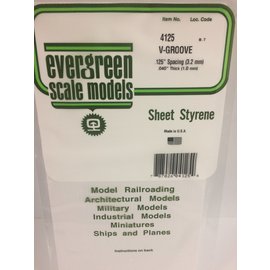 Item No. Loc. Code
4125 8.7
V-GROOVE
.125" Spacing (3.2 mm)
.040" Thick (1.0 mm)
evergreen
scale models
Sheet Styrene
Made in U.S.A.
Model Railroading
Architectural Models
Military Models
Industrial Models
Miniatures
Ships and Planes
Instructions on back